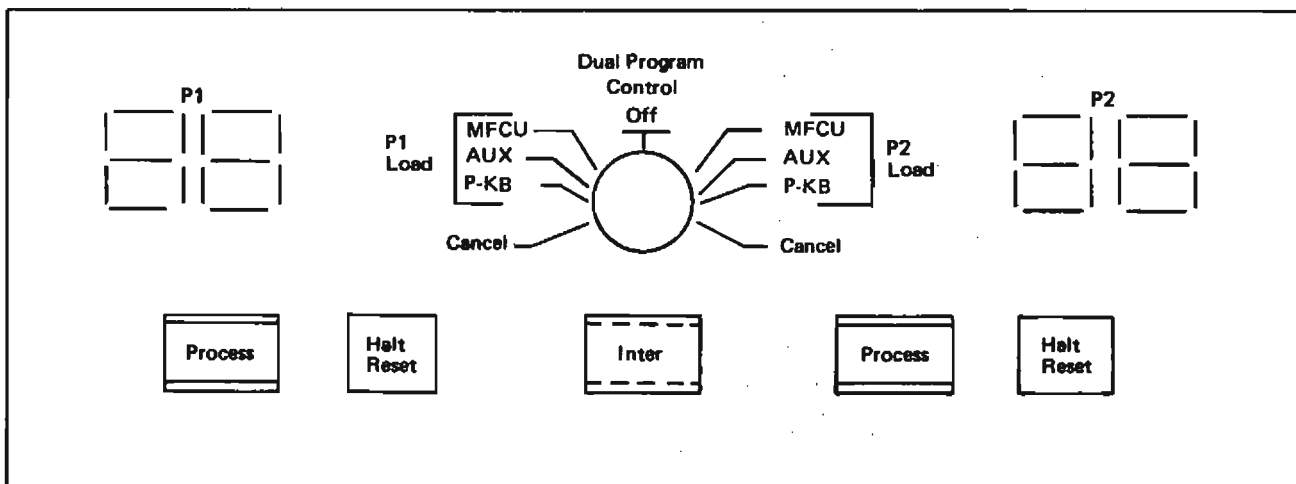 Dual Program
Control
Off
P1
P2
P1
Load
MFCU
AUX
P-KB
Cancel
MFCU
AUX
P-KB
Cancel
P2
Load
Process
Halt
Reset
Inter
Process
Halt
Reset